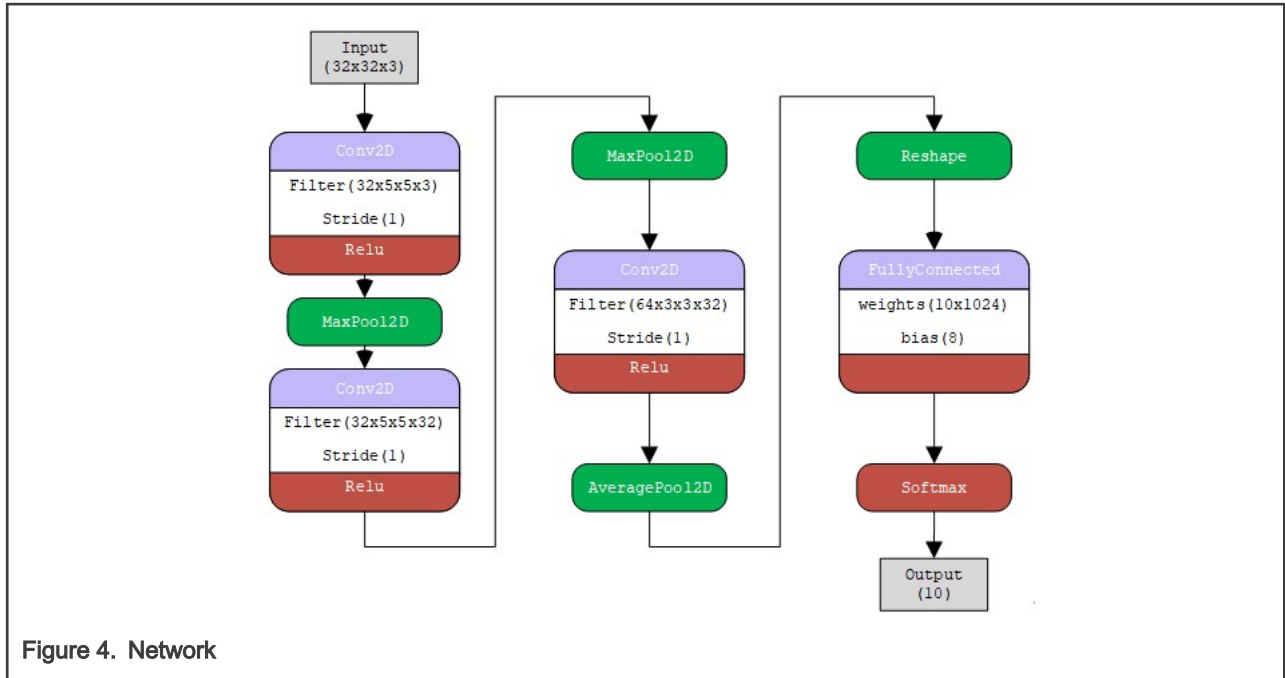 Input
(32x32x3)
Conv2D
Filter(32x5x5x3)
Stride(1)
Relu
MaxPool2D
Conv2D
Filter(32x5x5x32)
Stride(1)
Relu
MaxPool2D
Conv2D
Filter(64x3x3x32)
Stride(1)
Relu
AveragePool2D
Reshape
FullyConnected
weights(10x1024)
bias(8)
Softmax
Output
(10)
Figure 4. Network